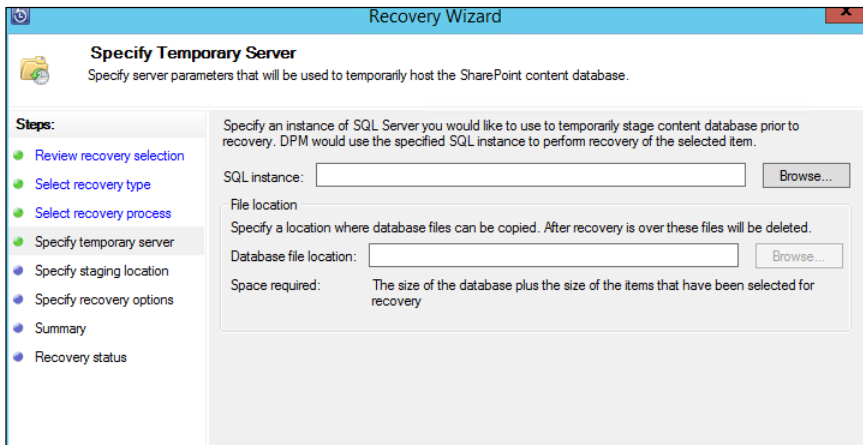 Recovery Wizard
X
Specify Temporary Server
Specify server parameters that will be used to temporarily host the SharePoint content database.
Steps:
Review recovery selection
Select recovery type
Select recovery process
Specify temporary server
Specify staging location
Specify recovery options
Summary
Recovery status
Specify an instance of SQL Server you would like to use to temporarily stage content database prior to
recovery. DPM would use the specified SQL instance to perform recovery of the selected item.
SQL instance:
Browse...
File location
Specify a location where database files can be copied. After recovery is over these files will be deleted.
Database file location:
Browse...
Space required: The size of the database plus the size of the items that have been selected for
recovery